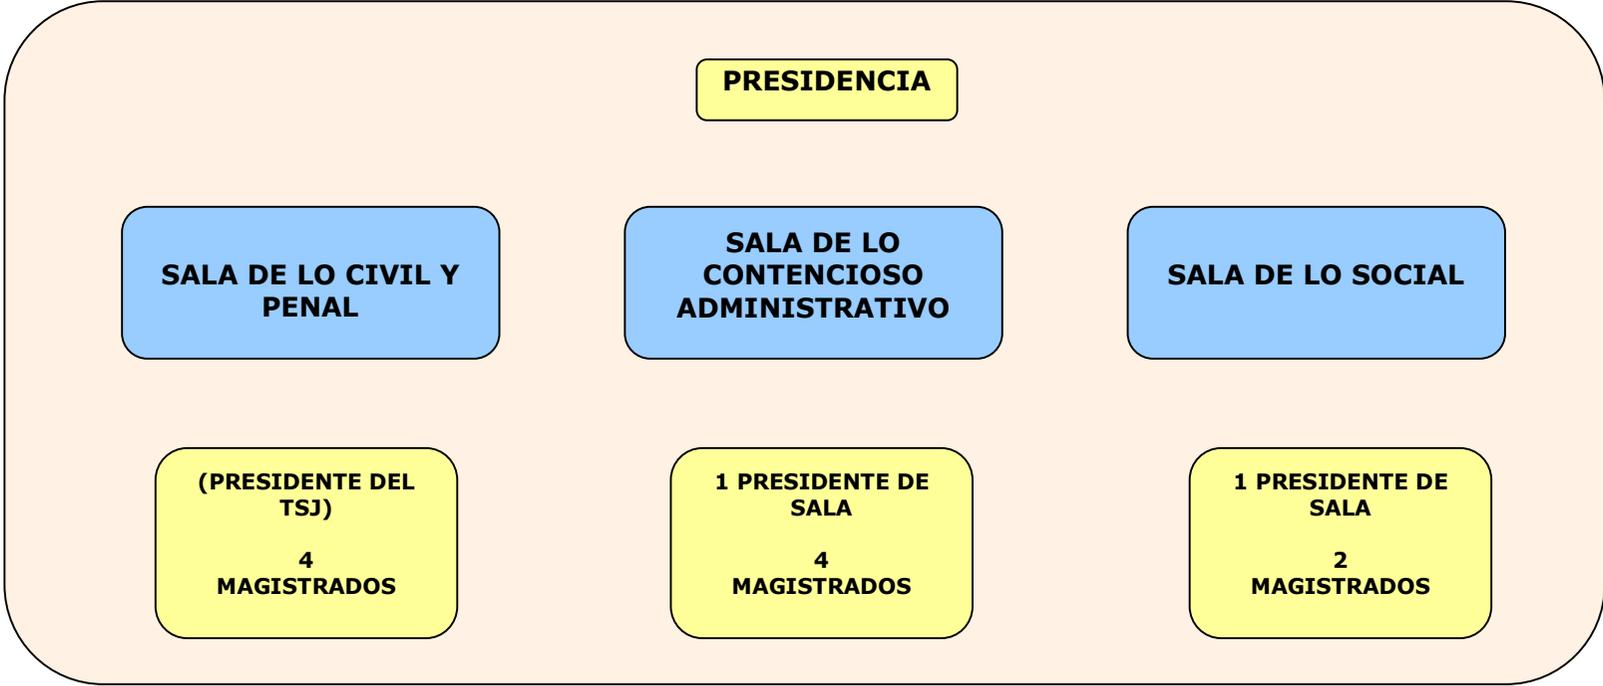 PRESIDENCIA
SALA DE LO CIVIL Y
PENAL
SALA DE LO
CONTENCIOSO
ADMINISTRATIVO
SALA DE LO SOCIAL
(PRESIDENTE DEL
TSJ)
4
MAGISTRADOS
1 PRESIDENTE DE
SALA
4
MAGISTRADOS
1 PRESIDENTE DE
SALA
2
MAGISTRADOS